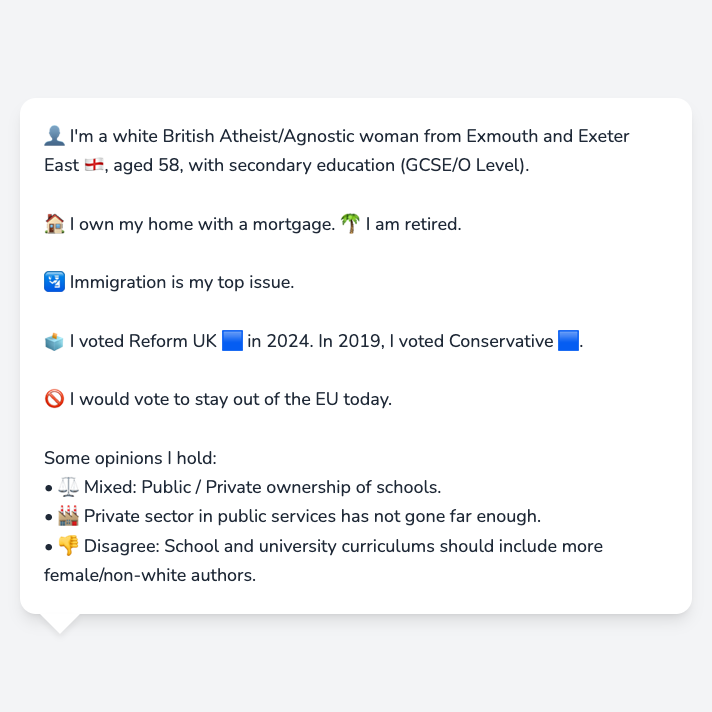 👤 I'm a white British Atheist/Agnostic woman from Exmouth and Exeter
East 🏴󠁧󠁢󠁥󠁮󠁧󠁿, aged 58, with secondary education (GCSE/O Level).
🏠 I own my home with a mortgage. 🌴 I am retired.
🛂 Immigration is my top issue.
🗳️ I voted Reform UK 🟦 in 2024. In 2019, I voted Conservative 🟦.
🚫 I would vote to stay out of the EU today.
Some opinions I hold:
• ⚖️ Mixed: Public / Private ownership of schools.
• 🏭 Private sector in public services has not gone far enough.
• 👎 Disagree: School and university curriculums should include more
female/non-white authors.